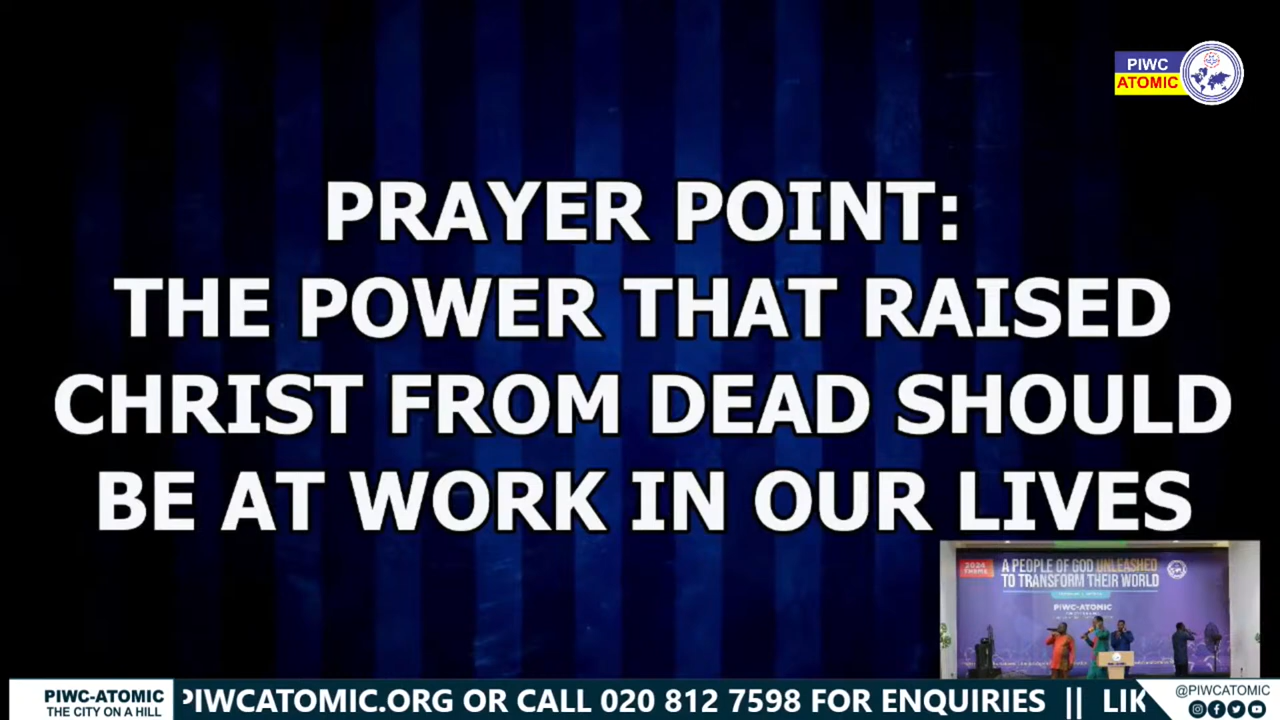 PIWC
ATOMIC
PRAYER POINT:
THE POWER THAT RAISED
CHRIST FROM DEAD SHOULD
BE AT WORK IN OUR LIVES
2024
THEME
A PEOPLE OF GOD UNLEASHED
TO TRANSFORM THEIR WORLD
PIWC-ATOMIC
PIWC-ATOMIC
THE CITY ON A HILL
PIWCATOMIC.ORG OR CALL 020 812 7598 FOR ENQUIRIES || LIK
@PIWCATOMIC